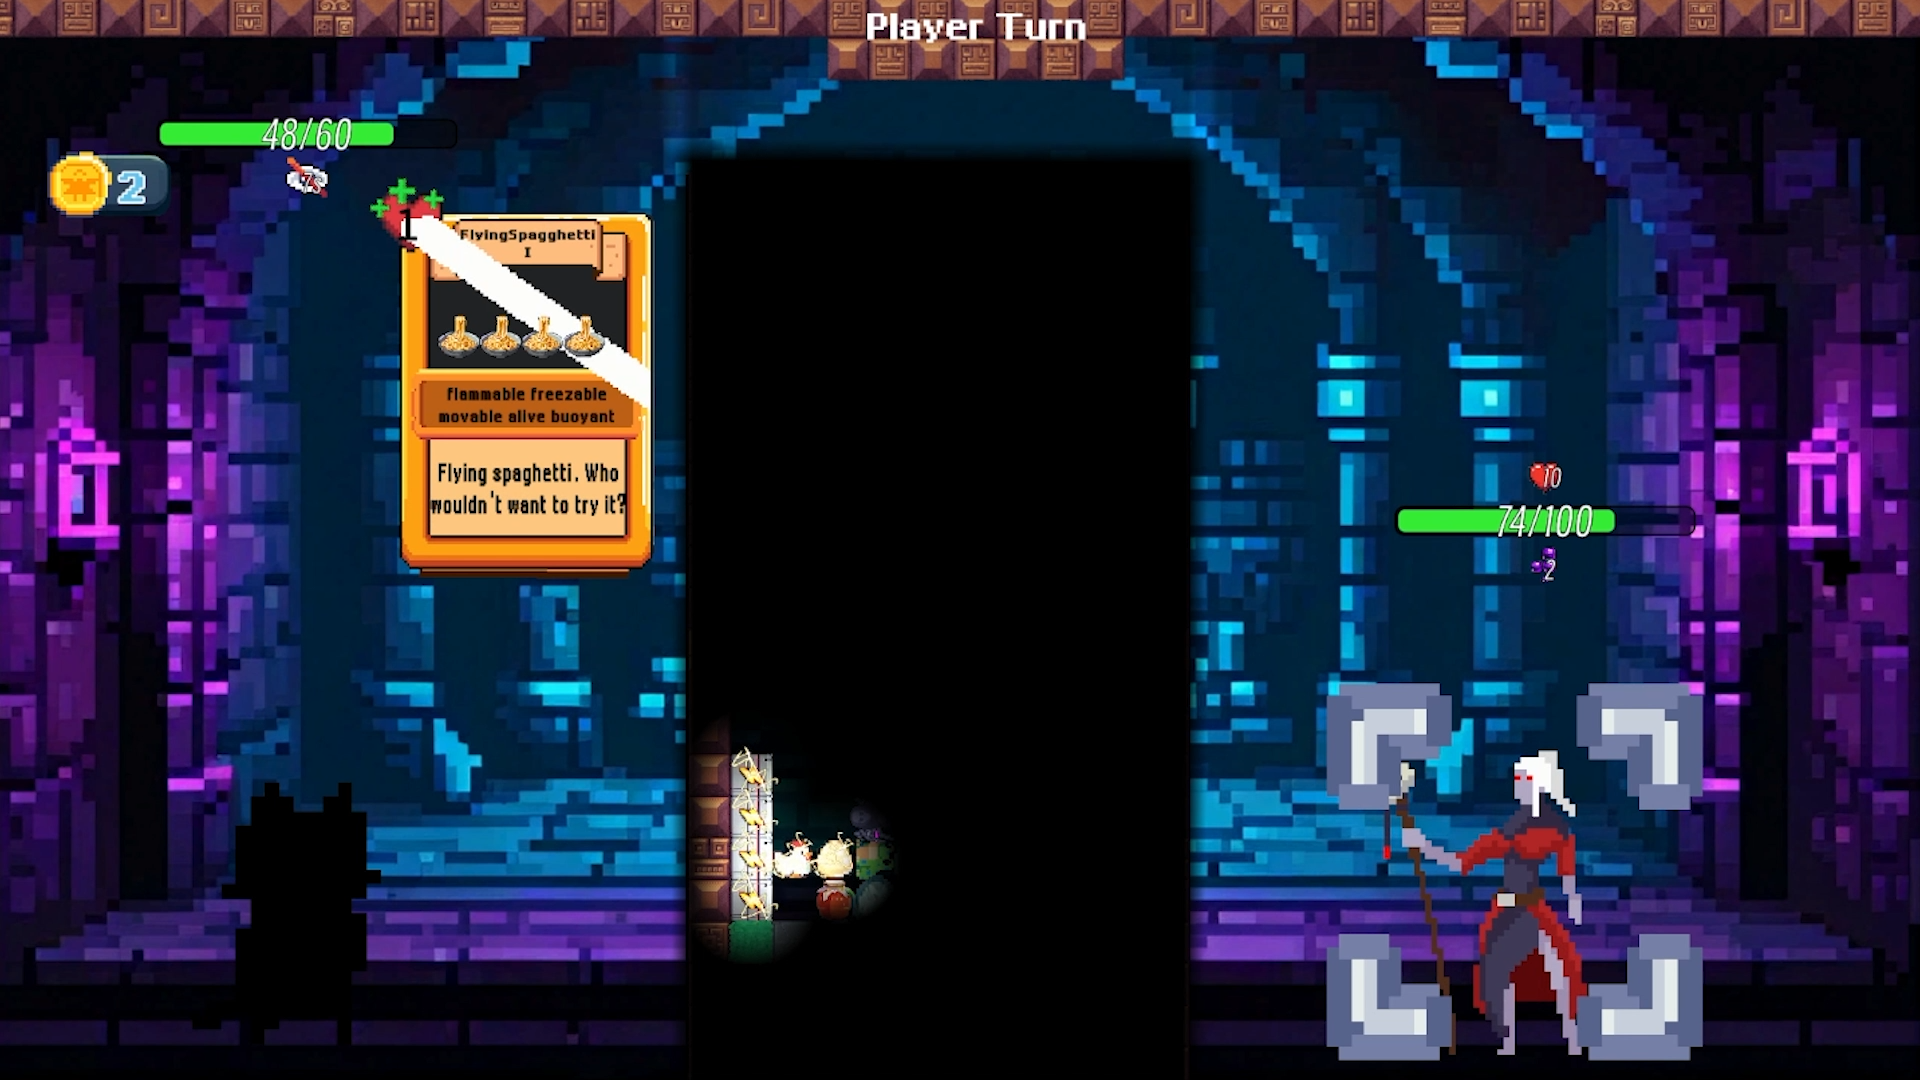 Player Turn
48/60
2
1
FlyingSpagghetti
I
flammable freezable
movable alive buoyant
Flying spaghetti. Who
wouldn't want to try it?
10
74/100
2